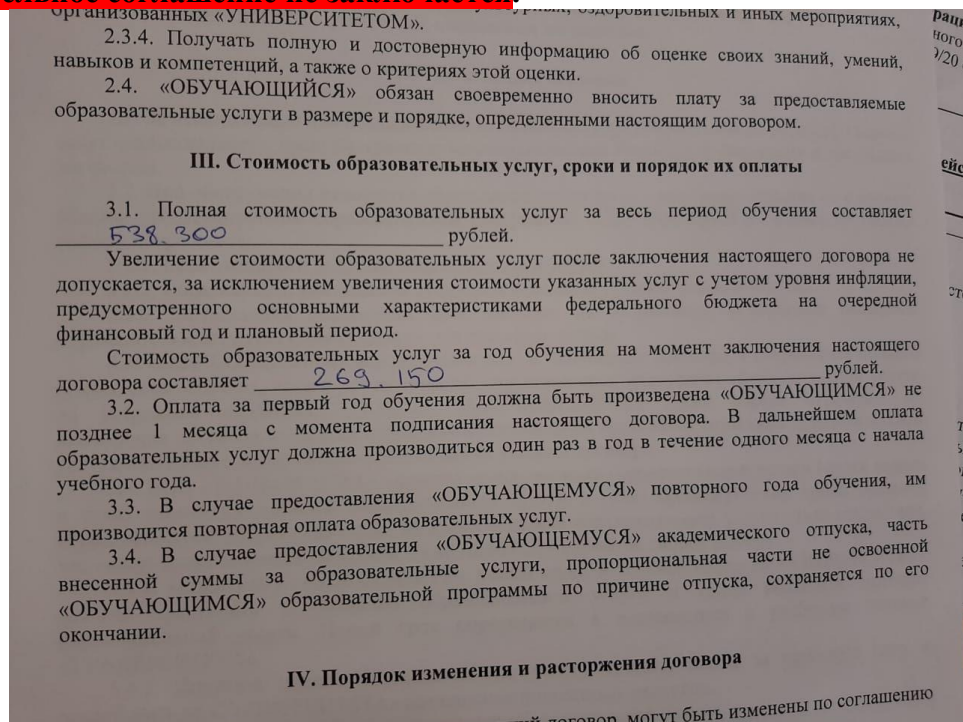 льное соглашение не заключается.
оздоровительных и иных мероприятиях,
организованных «УНИВЕРСИТЕТОМ».
2.3.4. Получать полную и достоверную информацию об оценке своих знаний, умений,
навыков и компетенций, а также о критериях этой оценки.
2.4. «ОБУЧАЮЩИЙСЯ» обязан своевременно вносить плату за предоставляемые
образовательные услуги в размере и порядке, определенными настоящим договором.
III. Стоимость образовательных услуг, сроки и порядок их оплаты
3.1. Полная стоимость образовательных услуг за весь период обучения составляет
538.300 рублей.
Увеличение стоимости образовательных услуг после заключения настоящего договора не
допускается, за исключением увеличения стоимости указанных услуг с учетом уровня инфляции,
предусмотренного основными характеристиками федерального бюджета на очередной
финансовый год и плановый период.
Стоимость образовательных услуг за год обучения на момент заключения настоящего
договора составляет 269.150 рублей.
3.2. Оплата за первый год обучения должна быть произведена «ОБУЧАЮЩИМСЯ» не
позднее 1 месяца с момента подписания настоящего договора. В дальнейшем оплата
образовательных услуг должна производиться один раз в год в течение одного месяца с начала
учебного года.
3.3. В случае предоставления «ОБУЧАЮЩЕМУСЯ» повторного года обучения, им
производится повторная оплата образовательных услуг.
3.4. В случае предоставления «ОБУЧАЮЩЕМУСЯ» академического отпуска, часть
внесенной суммы за образовательные услуги, пропорциональная части не освоенной
«ОБУЧАЮЩИМСЯ» образовательной программы по причине отпуска, сохраняется по его
окончании.
IV. Порядок изменения и расторжения договора
договор, могут быть изменены по соглашению